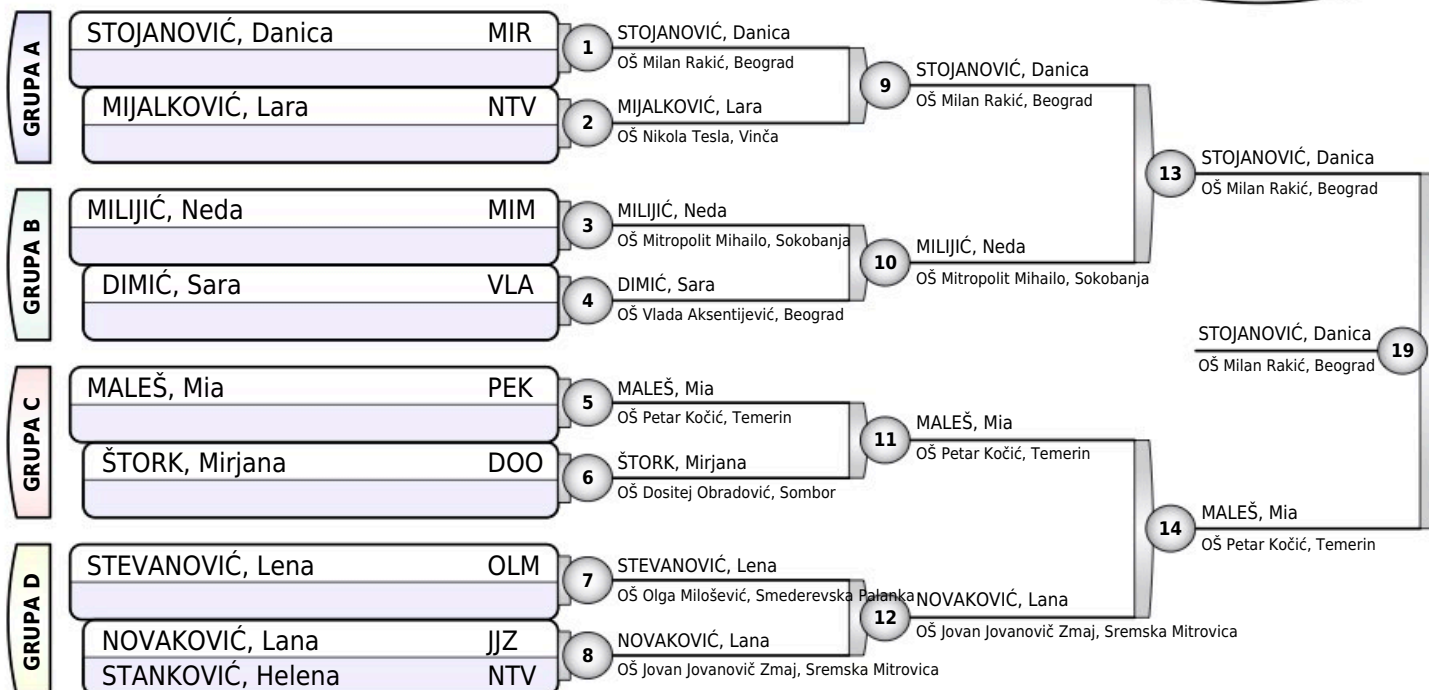 GRUPA A
STOJANOVIĆ, Danica MIR
MIJALKOVIĆ, Lara NTV
GRUPA B
MILIJIĆ, Neda MIM
DIMIĆ, Sara VLA
GRUPA C
MALEŠ, Mia PEK
ŠTORK, Mirjana DOO
GRUPA D
STEVANOVIĆ, Lena OLM
NOVAKOVIĆ, Lana JJZ
STANKOVIĆ, Helena NTV
1
STOJANOVIĆ, Danica
OŠ Milan Rakić, Beograd
2
MIJALKOVIĆ, Lara
OŠ Nikola Tesla, Vinča
3
MILIJIĆ, Neda
OŠ Mitropolit Mihailo, Sokobanja
4
DIMIĆ, Sara
OŠ Vlada Aksentijević, Beograd
5
MALEŠ, Mia
OŠ Petar Kočić, Temerin
6
ŠTORK, Mirjana
OŠ Dositej Obradović, Sombor
7
STEVANOVIĆ, Lena
OŠ Olga Milošević, Smederevska Palanka
8
NOVAKOVIĆ, Lana
OŠ Jovan Jovanovič Zmaj, Sremska Mitrovica
9
STOJANOVIĆ, Danica
OŠ Milan Rakić, Beograd
10
MILIJIĆ, Neda
OŠ Mitropolit Mihailo, Sokobanja
11
MALEŠ, Mia
OŠ Petar Kočić, Temerin
12
NOVAKOVIĆ, Lana
OŠ Jovan Jovanovič Zmaj, Sremska Mitrovica
13
STOJANOVIĆ, Danica
OŠ Milan Rakić, Beograd
14
MALEŠ, Mia
OŠ Petar Kočić, Temerin
STOJANOVIĆ, Danica
OŠ Milan Rakić, Beograd
19